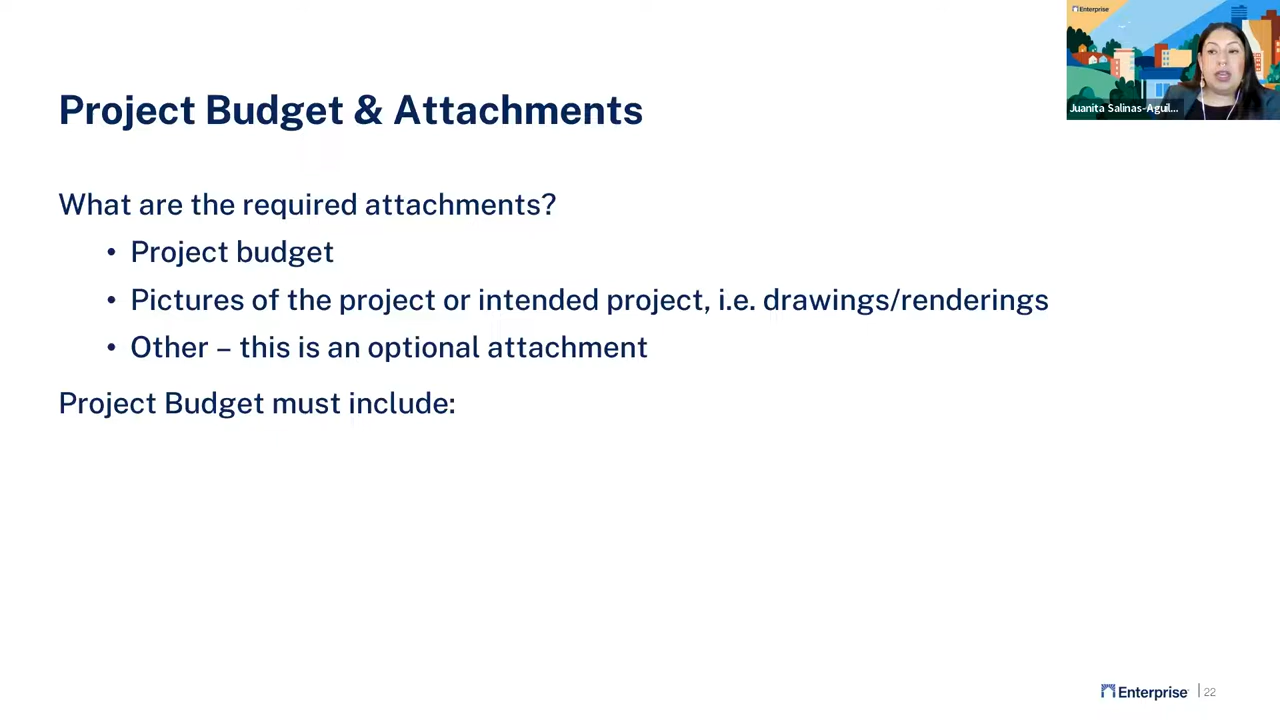 Enterprise
Juanita Salinas-Aguil...
Project Budget & Attachments
What are the required attachments?
• Project budget
• Pictures of the project or intended project, i.e. drawings/renderings
• Other – this is an optional attachment
Project Budget must include:
Enterprise | 22